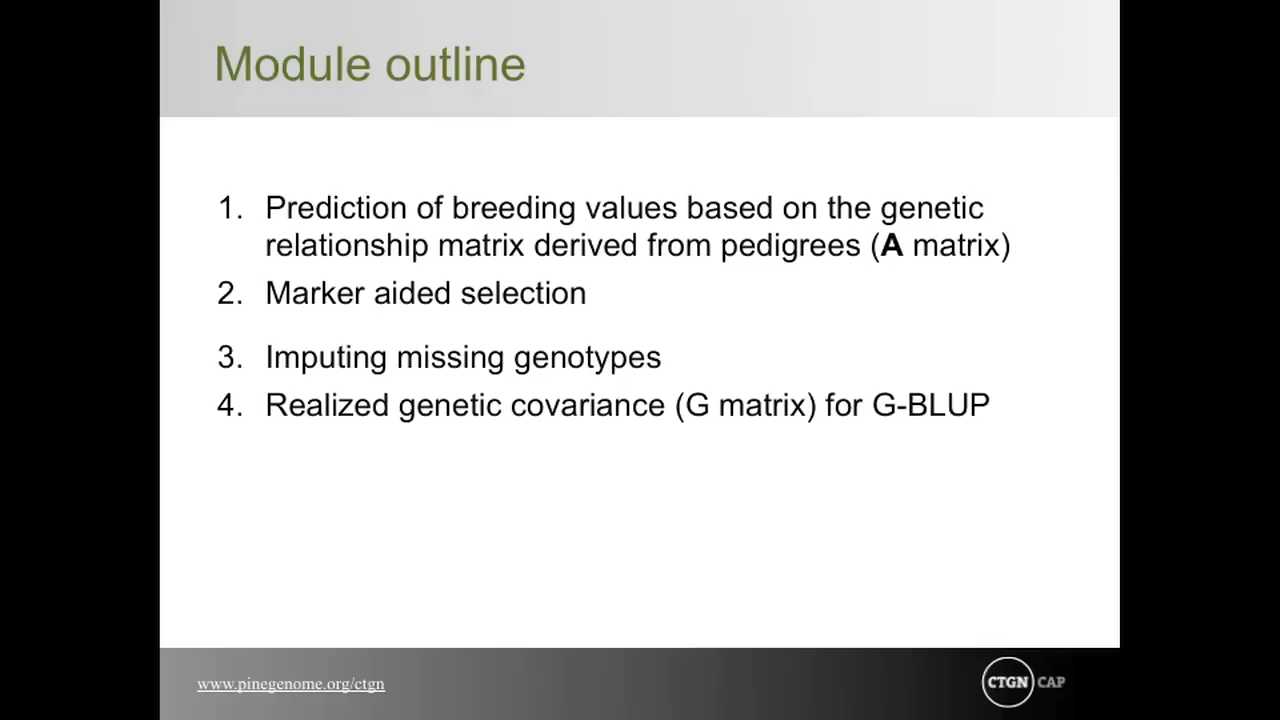 Module outline
1. Prediction of breeding values based on the genetic
relationship matrix derived from pedigrees (A matrix)
2. Marker aided selection
3. Imputing missing genotypes
4. Realized genetic covariance (G matrix) for G-BLUP
www.pinegenome.org/ctgn
CTGN CAP